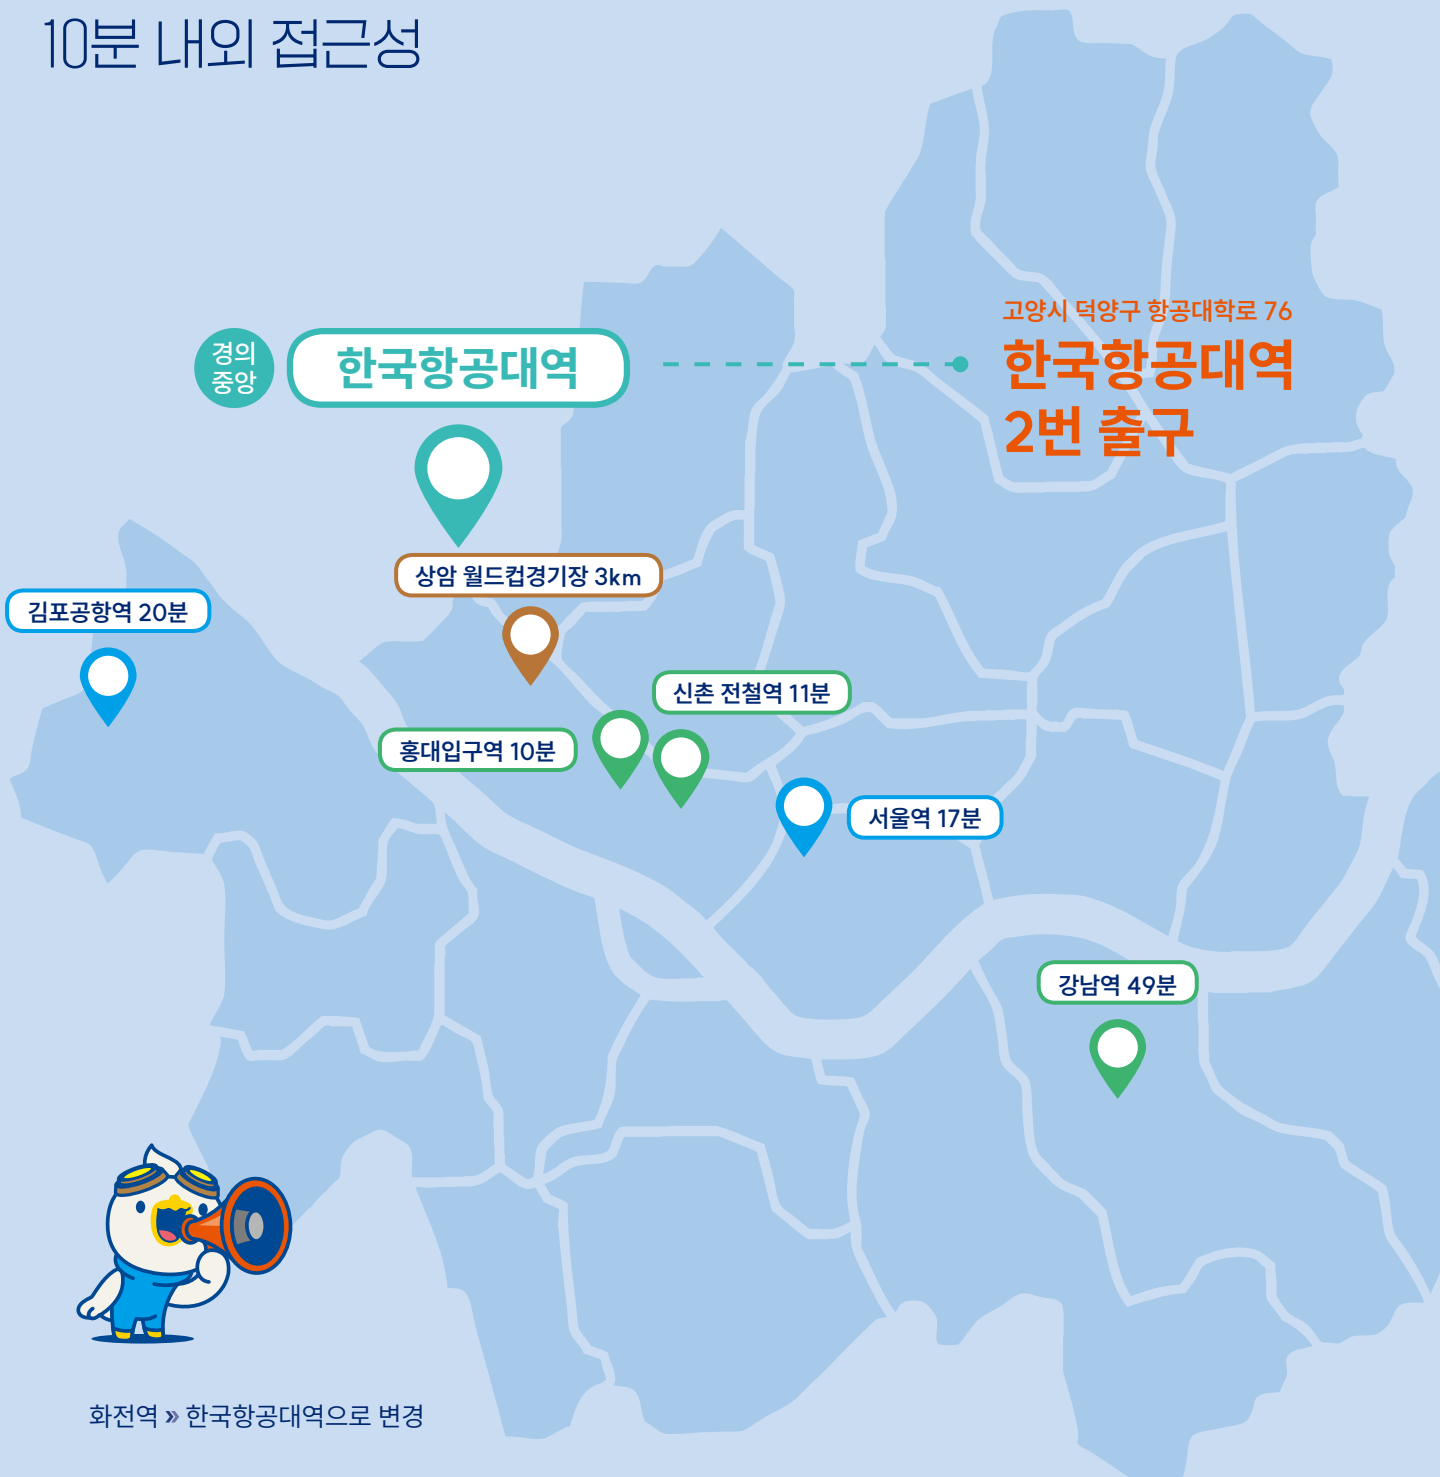 10분 내외 접근성
고양시 덕양구 항공대학로 76
경의
중앙
한국항공대역
한국항공대역
2번 출구
상암 월드컵경기장 3km
김포공항역 20분
신촌 전철역 11분
홍대입구역 10분
서울역 17분
강남역 49분
화전역 » 한국항공대역으로 변경